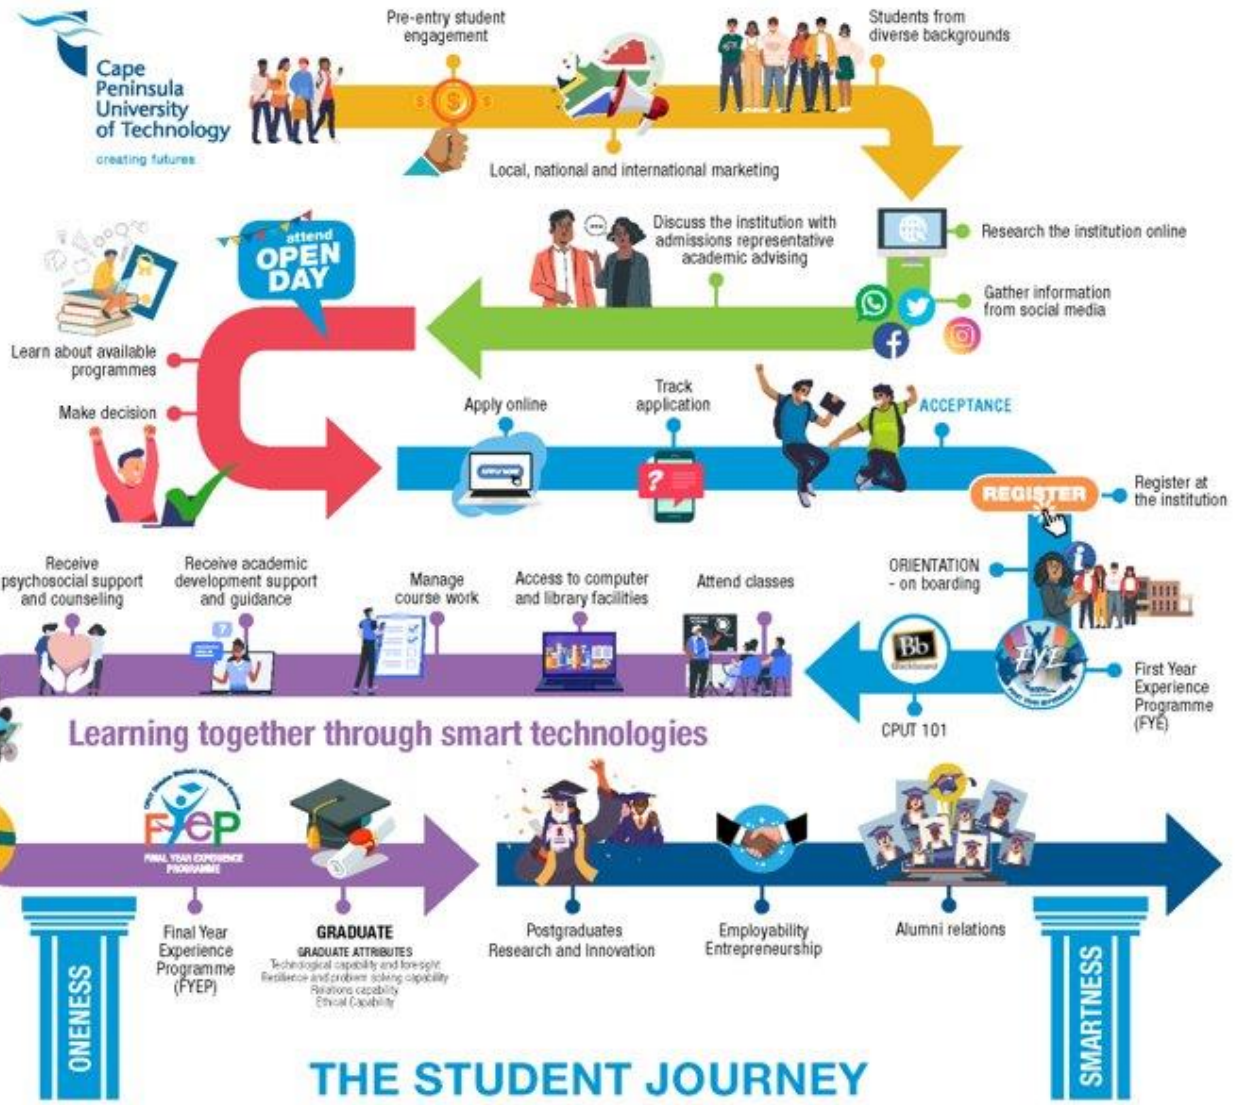 Cape
Peninsula
University
of Technology
creating futures
Pre-entry student
engagement
Students from
diverse backgrounds
Local, national and international marketing
Research the institution online
Gather information
from social media
Discuss the institution with
admissions representative
academic advising
attend
OPEN
DAY
Learn about available
programmes
Make decision
Apply online
APPLY NOW
Track
application
?
ACCEPTANCE
REGISTER
Register at
the institution
ORIENTATION
- on boarding
i
First Year
Experience
Programme
(FYE)
FYE
FIRST YEAR EXPERIENCE
Bb
Blackboard
CPUT 101
Attend classes
Access to computer
and library facilities
Manage
course work
Receive academic
development support
and guidance
?
Receive
psychosocial support
and counseling
Learning together through smart technologies
FYeP
FINAL YEAR EXPERIENCE
PROGRAMME
Final Year
Experience
Programme
(FYEP)
GRADUATE
GRADUATE ATTRIBUTES
Technological capability and foresight
Resilience and problem solving capability
Relations capability
Ethical Capability
Postgraduates
Research and Innovation
Employability
Entrepreneurship
Alumni relations
ONENESS
SMARTNESS
THE STUDENT JOURNEY